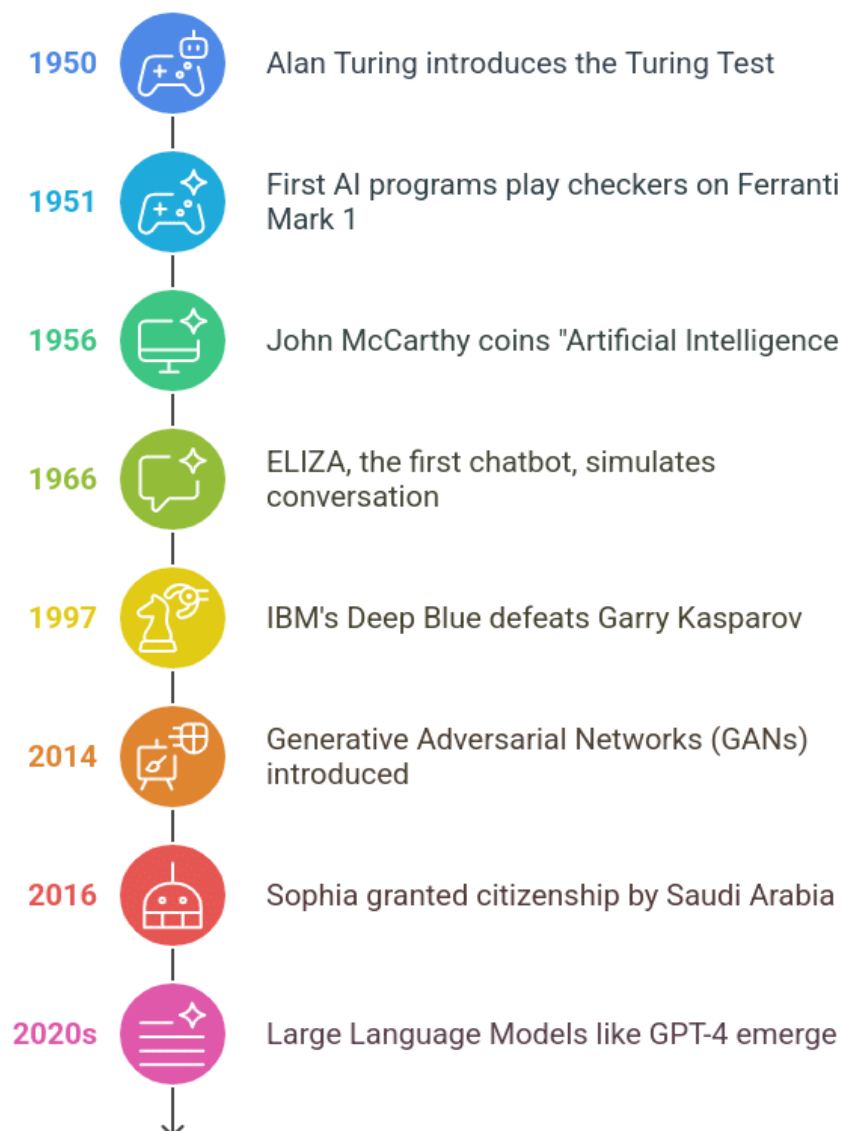 1950
Alan Turing introduces the Turing Test
1951
First AI programs play checkers on Ferranti
Mark 1
1956
John McCarthy coins "Artificial Intelligence
1966
ELIZA, the first chatbot, simulates
conversation
1997
IBM's Deep Blue defeats Garry Kasparov
2014
Generative Adversarial Networks (GANs)
introduced
2016
Sophia granted citizenship by Saudi Arabia
2020s
Large Language Models like GPT-4 emerge